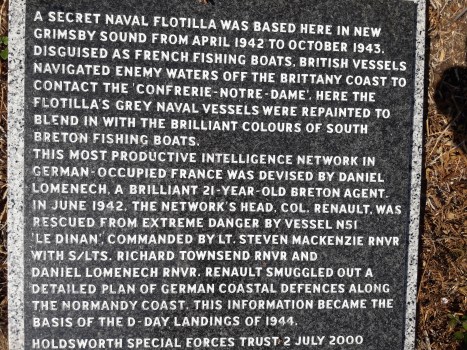 A SECRET NAVAL FLOTILLA WAS BASED HERE IN NEW
GRIMSBY SOUND FROM APRIL 1942 TO OCTOBER 1943.
DISGUISED AS FRENCH FISHING BOATS, BRITISH VESSELS
NAVIGATED ENEMY WATERS OFF THE BRITTANY COAST TO
CONTACT THE 'CONFRERIE-NOTRE-DAME'. HERE THE
FLOTILLA'S GREY NAVAL VESSELS WERE REPAINTED TO
BLEND IN WITH THE BRILLIANT COLOURS OF SOUTH
BRETON FISHING BOATS.
THIS MOST PRODUCTIVE INTELLIGENCE NETWORK IN
GERMAN-OCCUPIED FRANCE WAS DEVISED BY DANIEL
LOMENECH, A BRILLIANT 21-YEAR-OLD BRETON AGENT.
IN JUNE 1942, THE NETWORK'S HEAD, COL. RENAULT, WAS
RESCUED FROM EXTREME DANGER BY VESSEL N51
'LE DINAN', COMMANDED BY LT. STEVEN MACKENZIE RNVR
WITH S/LTS. RICHARD TOWNSEND RNVR AND
DANIEL LOMENECH RNVR. RENAULT SMUGGLED OUT A
DETAILED PLAN OF GERMAN COASTAL DEFENCES ALONG
THE NORMANDY COAST. THIS INFORMATION BECAME THE
BASIS OF THE D-DAY LANDINGS OF 1944.
HOLDSWORTH SPECIAL FORCES TRUST 2 JULY 2000